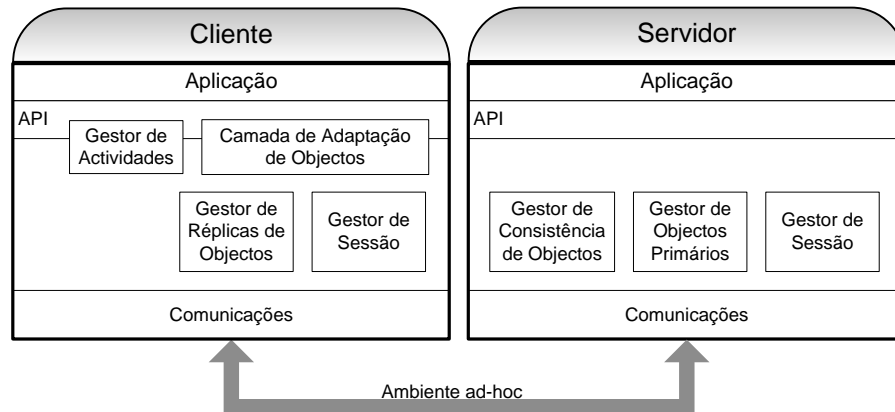 Cliente
Aplicação
API
Gestor de
Actividades
Camada de Adaptação
de Objectos
Gestor de
Réplicas de
Objectos
Gestor de
Sessão
Comunicações
Servidor
Aplicação
API
Gestor de
Consistência
de Objectos
Gestor de
Objectos
Primários
Gestor de
Sessão
Comunicações
Ambiente ad-hoc